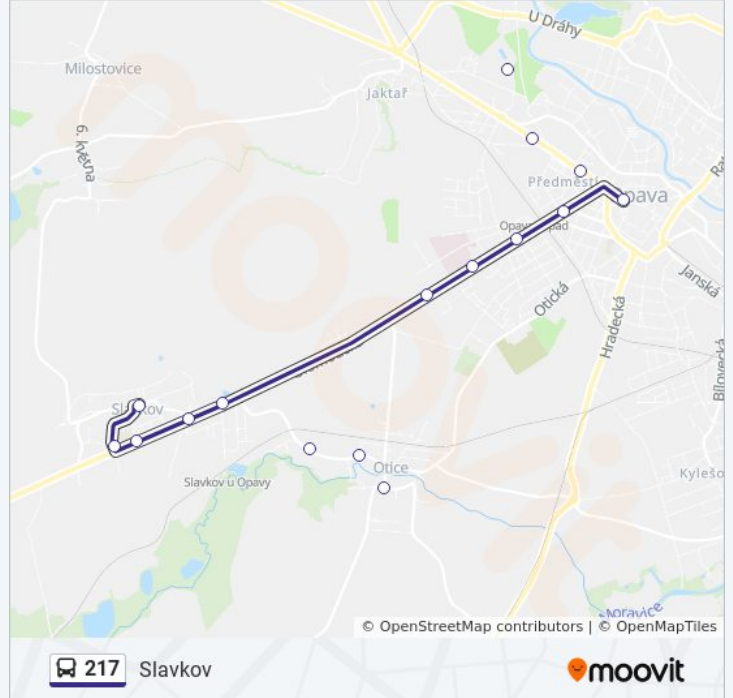 U Dráhy
Milostovice
Jaktař
6. května
Předměstí
Opava
Opava západ
Janská
Otická
Hradecká
Bílovecká
Slavkov
Otice
Slavkov u Opavy
Kylešo
Moravice
moovit
© OpenStreetMap contributors | © OpenMapTiles
217 Slavkov
moovit